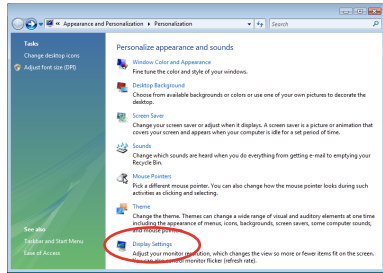 « Appearance and Personalization ▸ Personalization
Search
Tasks
Change desktop icons
Adjust font size (DPI)
See also
Taskbar and Start Menu
Ease of Access
Personalize appearance and sounds
Window Color and Appearance
Fine tune the color and style of your windows.
Desktop Background
Choose from available backgrounds or colors or use one of your own pictures to decorate the
desktop.
Screen Saver
Change your screen saver or adjust when it displays. A screen saver is a picture or animation that
covers your screen and appears when your computer is idle for a set period of time.
Sounds
Change which sounds are heard when you do everything from getting e-mail to emptying your
Recycle Bin.
Mouse Pointers
Pick a different mouse pointer. You can also change how the mouse pointer looks during such
activities as clicking and selecting.
Theme
Change the theme. Themes can change a wide range of visual and auditory elements at one time
including the appearance of menus, icons, backgrounds, screen savers, some computer sounds,
and mouse pointers.
Display Settings
Adjust your monitor resolution, which changes the view so more or fewer items fit on the screen.
You can also control monitor flicker (refresh rate).